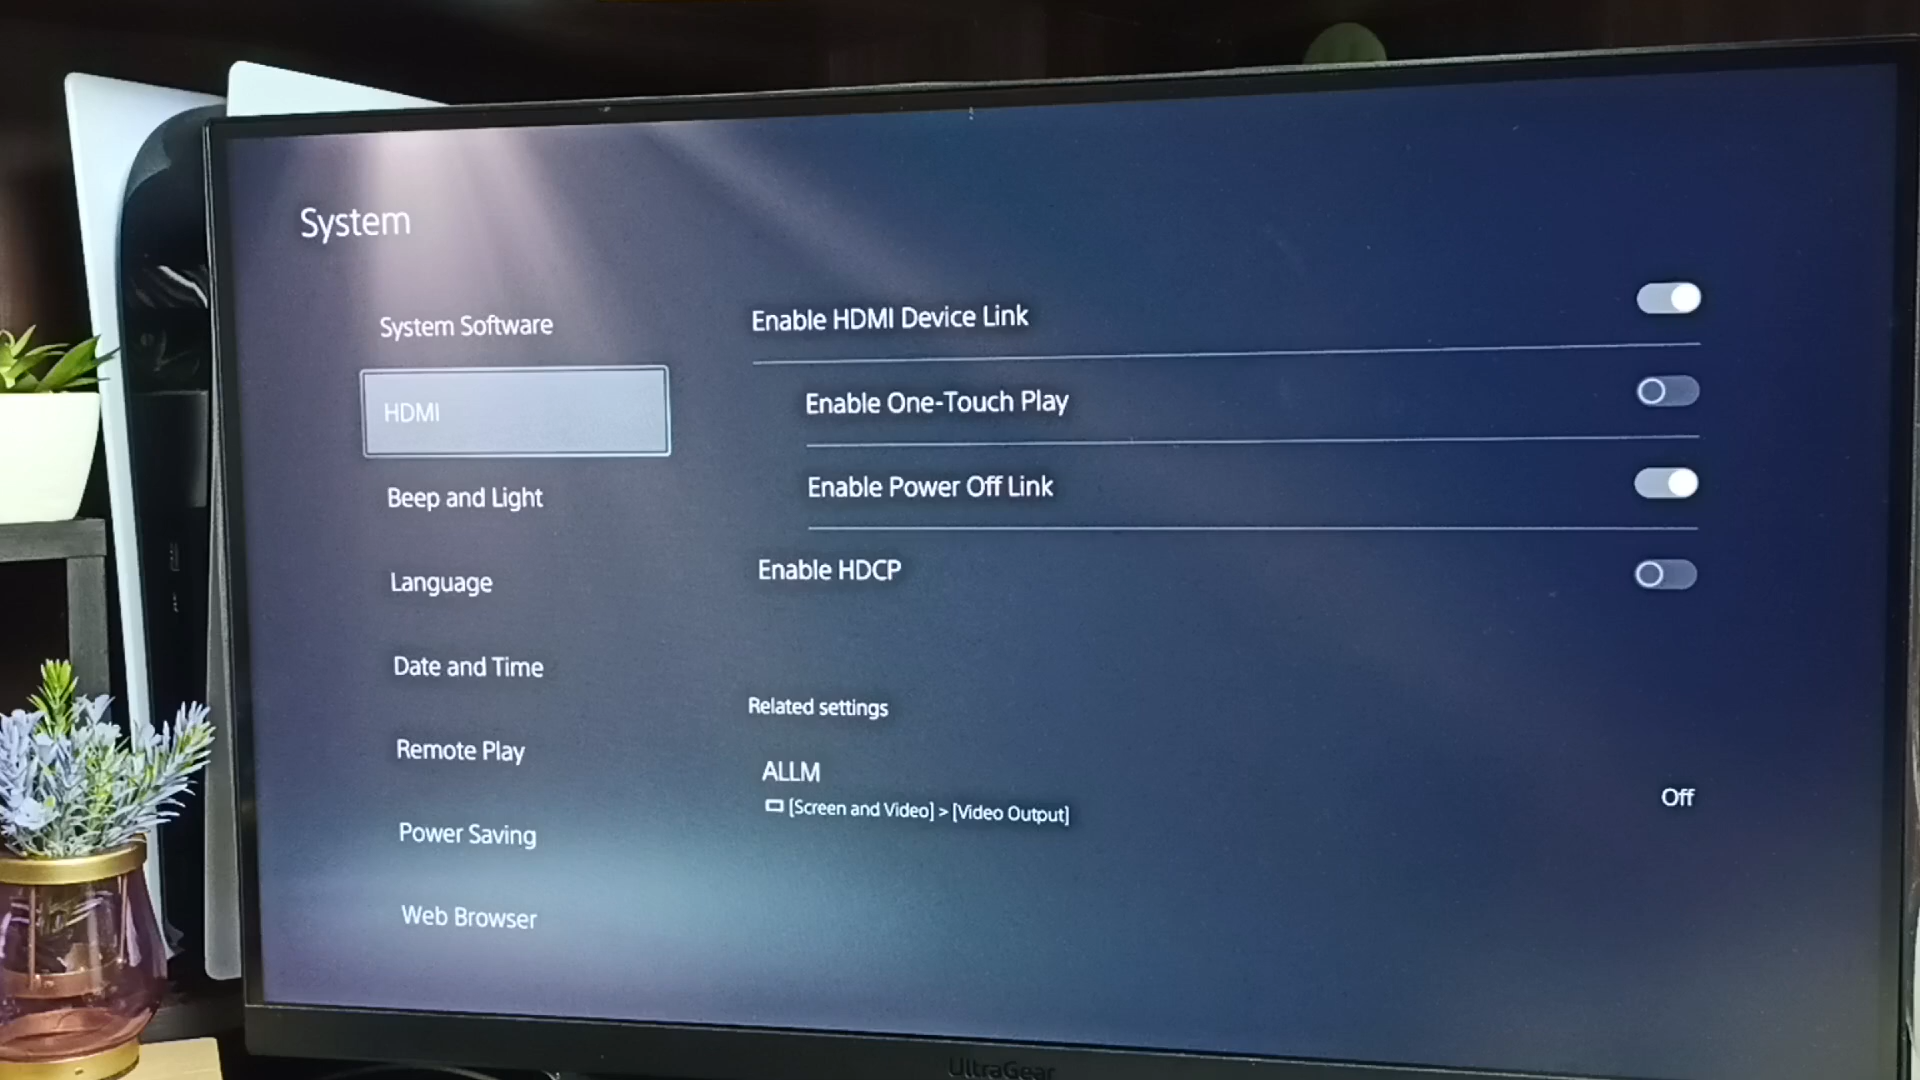 System
System Software
HDMI
Beep and Light
Language
Date and Time
Remote Play
Power Saving
Web Browser
Enable HDMI Device Link
Enable One-Touch Play
Enable Power Off Link
Enable HDCP
Related settings
ALLM
[Screen and Video] > [Video Output]
Off
UltraGear